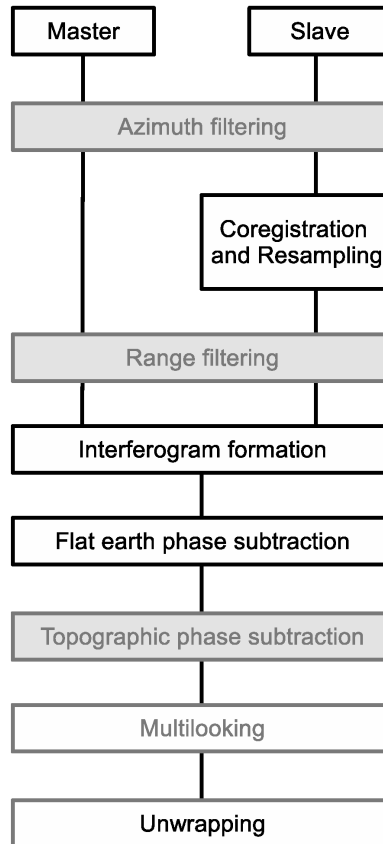 Master
Slave
Azimuth filtering
Coregistration
and Resampling
Range filtering
Interferogram formation
Flat earth phase subtraction
Topographic phase subtraction
Multilooking
Unwrapping